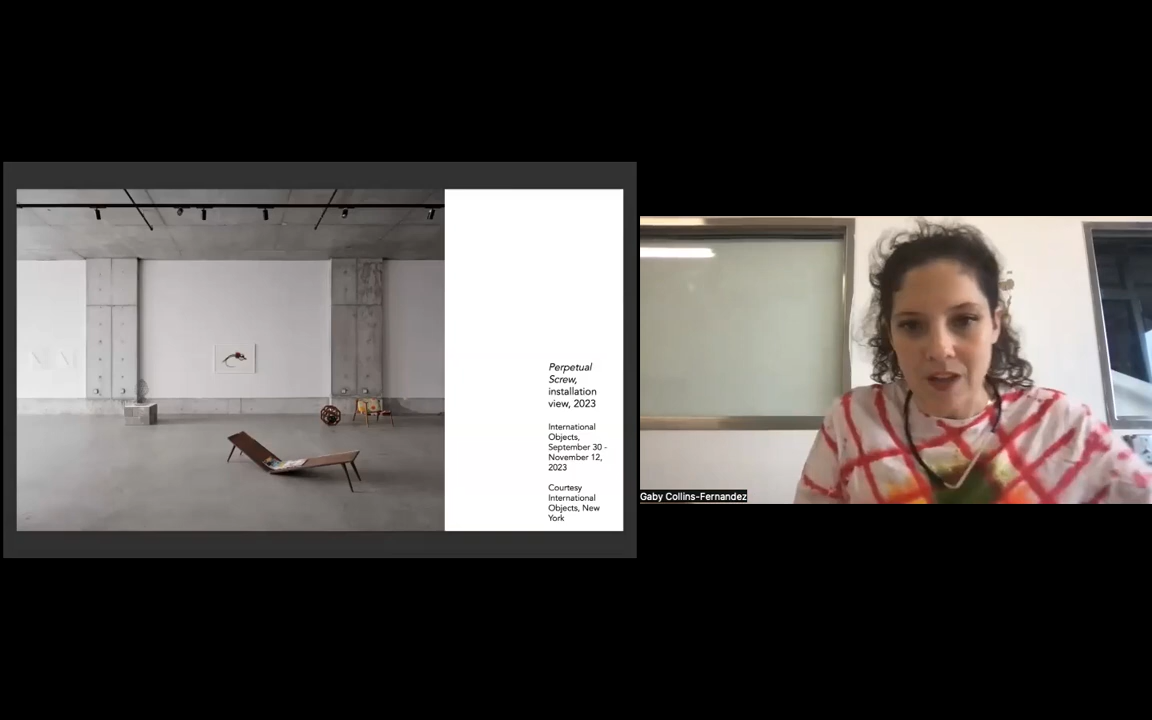 Perpetual
Screw,
installation
view, 2023
International
Objects,
September 30 -
November 12,
2023
Courtesy
International
Objects, New
York
Gaby Collins-Fernandez